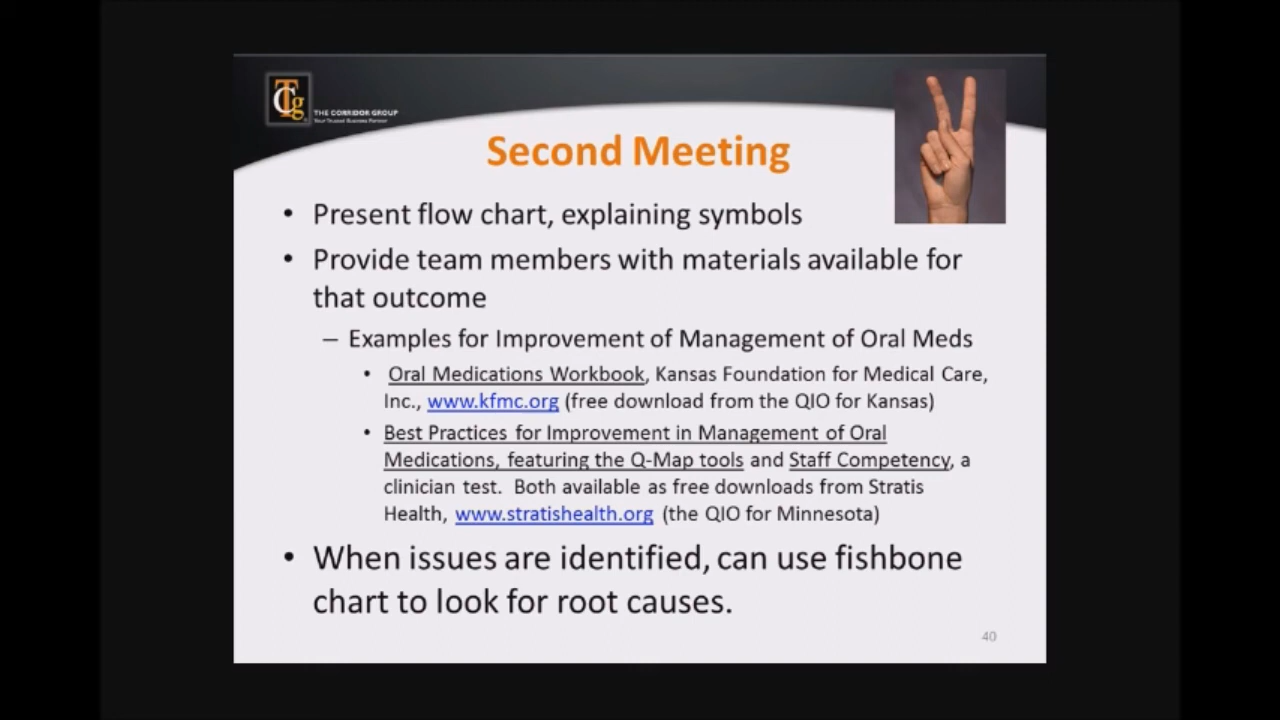 TCg
THE CORRIDOR GROUP
Your Trusted Business Partner
Second Meeting
• Present flow chart, explaining symbols
• Provide team members with materials available for
that outcome
– Examples for Improvement of Management of Oral Meds
• Oral Medications Workbook, Kansas Foundation for Medical Care,
Inc., www.kfmc.org (free download from the QIO for Kansas)
• Best Practices for Improvement in Management of Oral
Medications, featuring the Q-Map tools and Staff Competency, a
clinician test. Both available as free downloads from Stratis
Health, www.stratishealth.org (the QIO for Minnesota)
• When issues are identified, can use fishbone
chart to look for root causes.
40